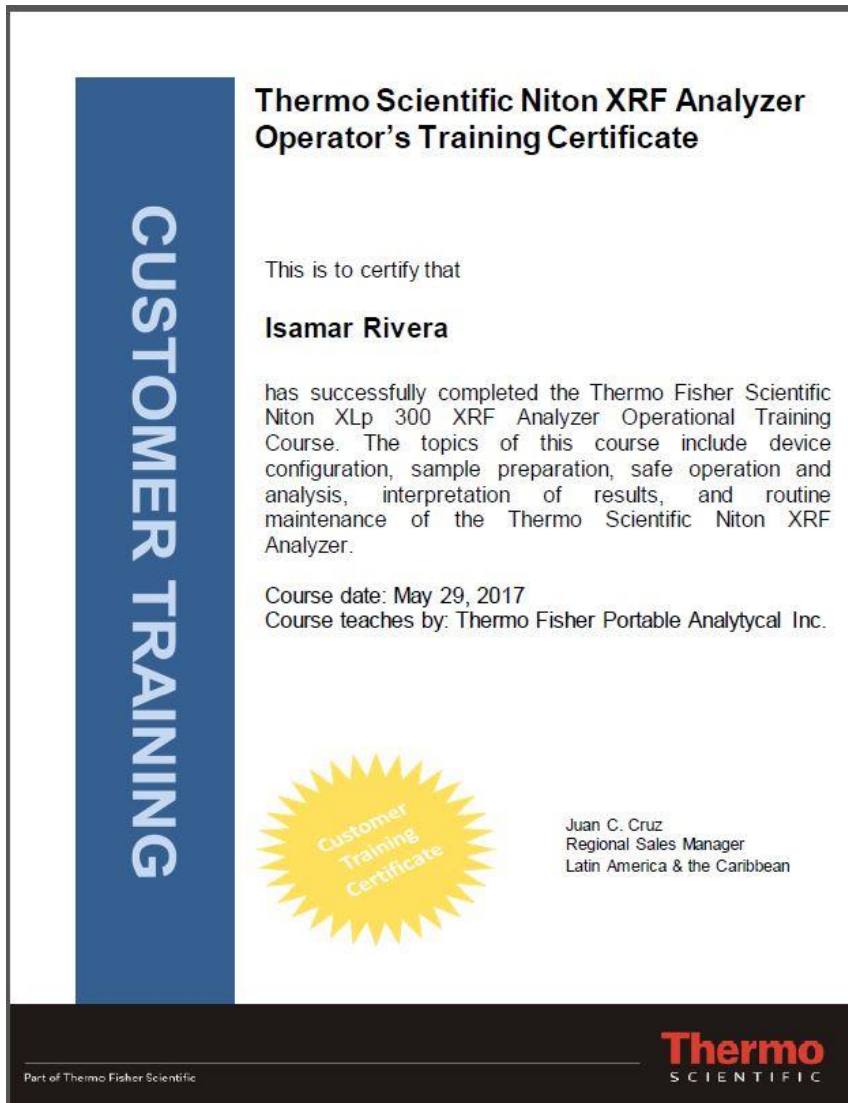 Thermo Scientific Niton XRF Analyzer
Operator's Training Certificate
CUSTOMER TRAINING
This is to certify that
Isamar Rivera
has successfully completed the Thermo Fisher Scientific
Niton XLp 300 XRF Analyzer Operational Training
Course. The topics of this course include device
configuration, sample preparation, safe operation and
analysis, interpretation of results, and routine
maintenance of the Thermo Scientific Niton XRF
Analyzer.
Course date: May 29, 2017
Course teaches by: Thermo Fisher Portable Analytycal Inc.
Customer
Training
Certificate
Juan C. Cruz
Regional Sales Manager
Latin America & the Caribbean
Part of Thermo Fisher Scientific
Thermo
SCIENTIFIC